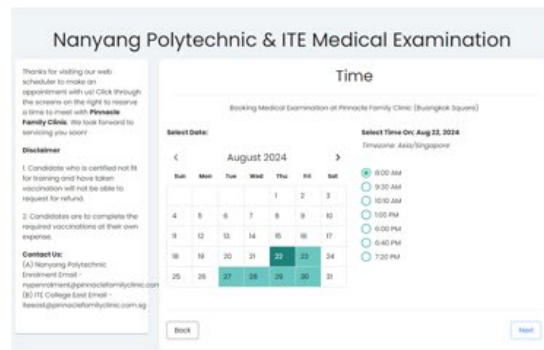 Nanyang Polytechnic & ITE Medical Examination
Thanks for visiting our web
scheduler to make an
appointment with us! Click through
the screens on the right to reserve
a time to meet with Pinnacle
Family Clinic. We look forward to
servicing you soon!
Disclaimer
1. Candidate who is certified not fit
for training and have taken
vaccination will not be able to
request for refund.
2. Candidates are to complete the
required vaccinations at their own
expense.
Contact Us:
(A) Nanyang Polytechnic
Enrolment Email -
nypenrolment@pinnaclefamilyclinic.com
(B) ITE College East Email -
iteeast@pinnaclefamilyclinic.com.sg
Time
Booking Medical Examination at Pinnacle Family Clinic (Buangkok Square)
Select Date:
< August 2024 >
Sun Mon Tue Wed Thu Fri Sat
1 2 3
4 5 6 7 8 9 10
11 12 13 14 15 16 17
18 19 20 21 22 23 24
25 26 27 28 29 30 31
Select Time On: Aug 22, 2024
Timezone: Asia/Singapore
9:30 AM
10:10 AM
1:00 PM
6:00 PM
6:40 PM
7:20 PM
Back
Next